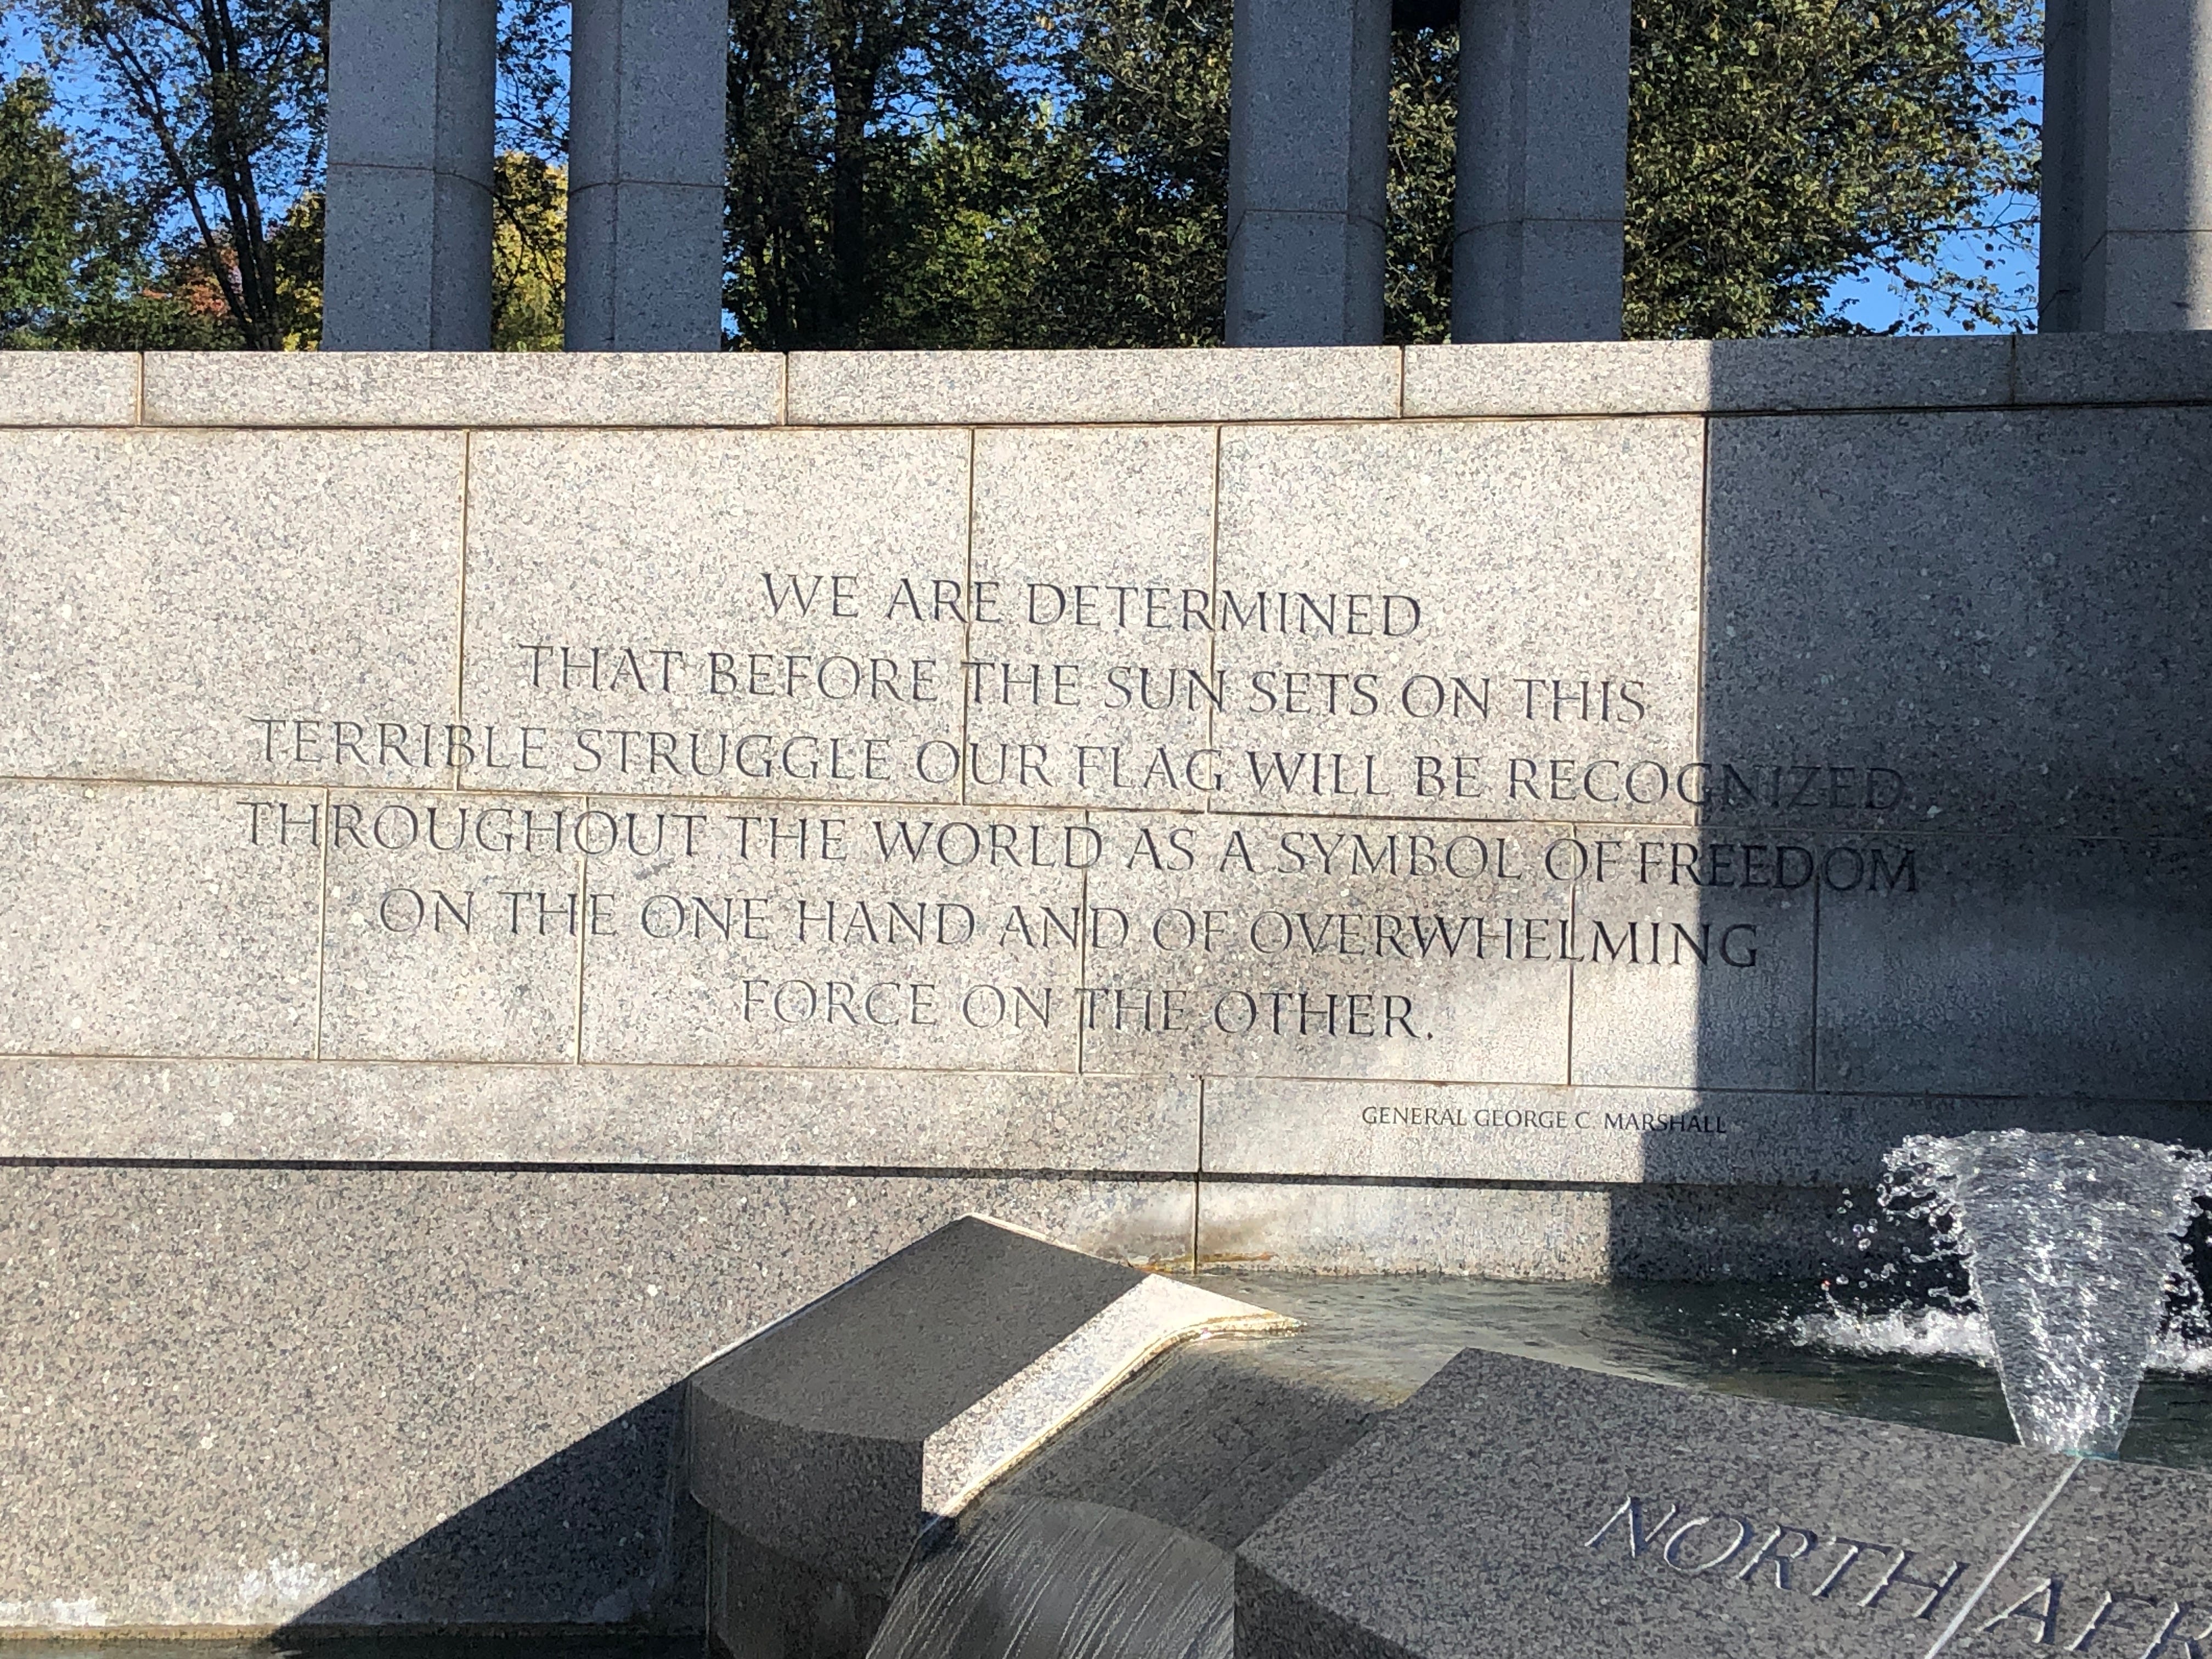 WE ARE DETERMINED
THAT BEFORE THE SUN SETS ON THIS
TERRIBLE STRUGGLE OUR FLAG WILL BE RECOGNIZED
THROUGHOUT THE WORLD AS A SYMBOL OF FREEDOM
ON THE ONE HAND AND OF OVERWHELMING
FORCE ON THE OTHER.
GENERAL GEORGE C MARSHALL
NORTH AFR